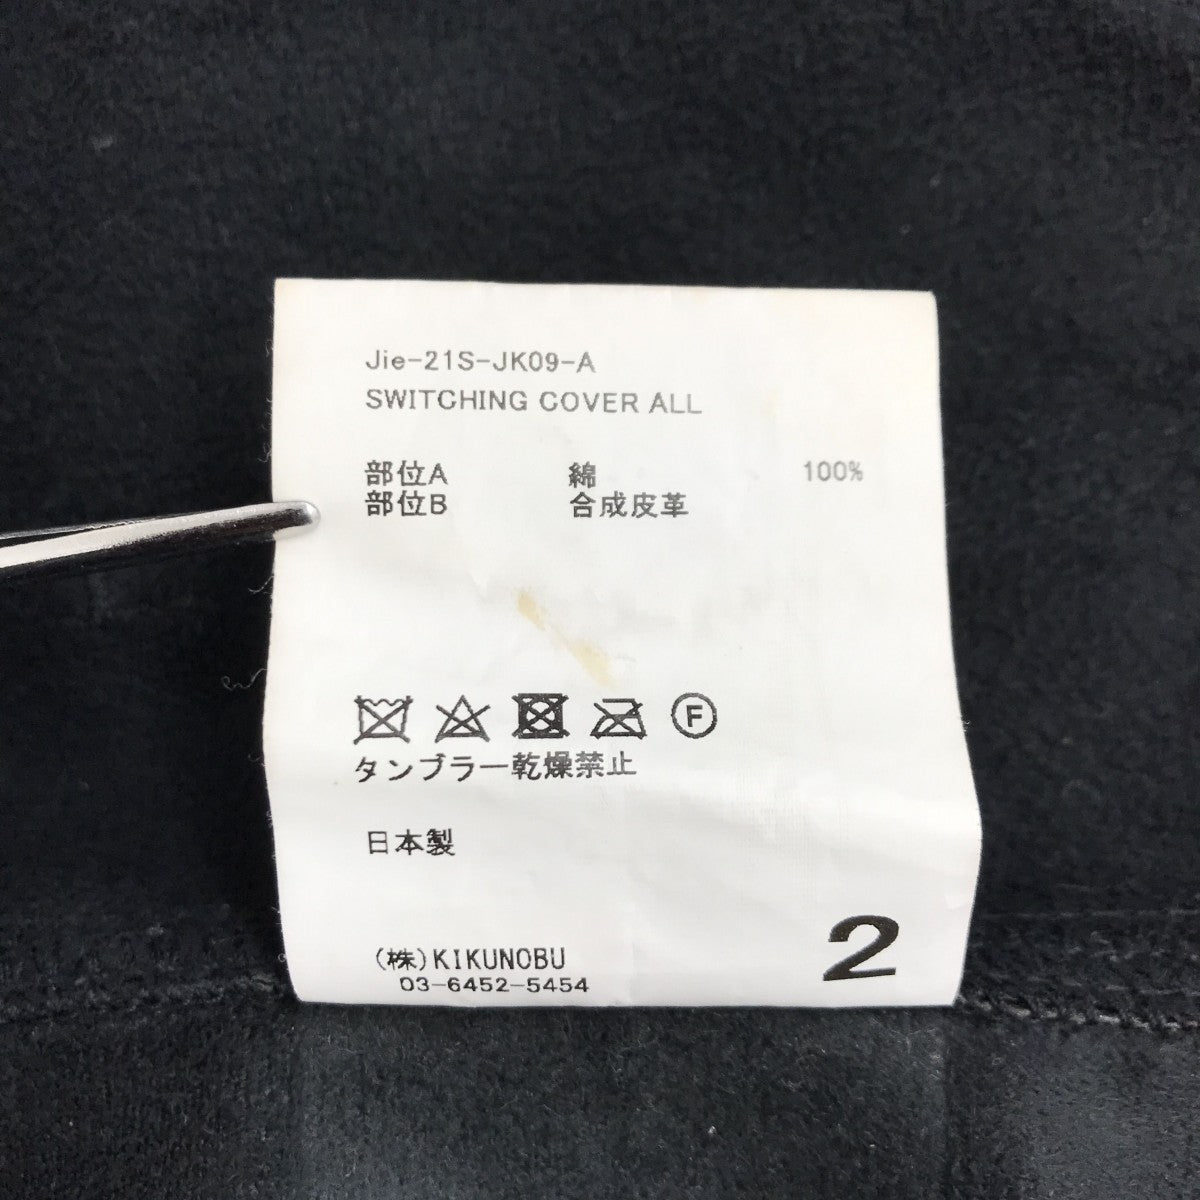 Jie-21S-JK09-A
SWITCHING COVER ALL
部位A 綿 100%
部位B 合成皮革
F
タンブラー乾燥禁止
日本製
2
(株)KIKUNOBU
03-6452-5454